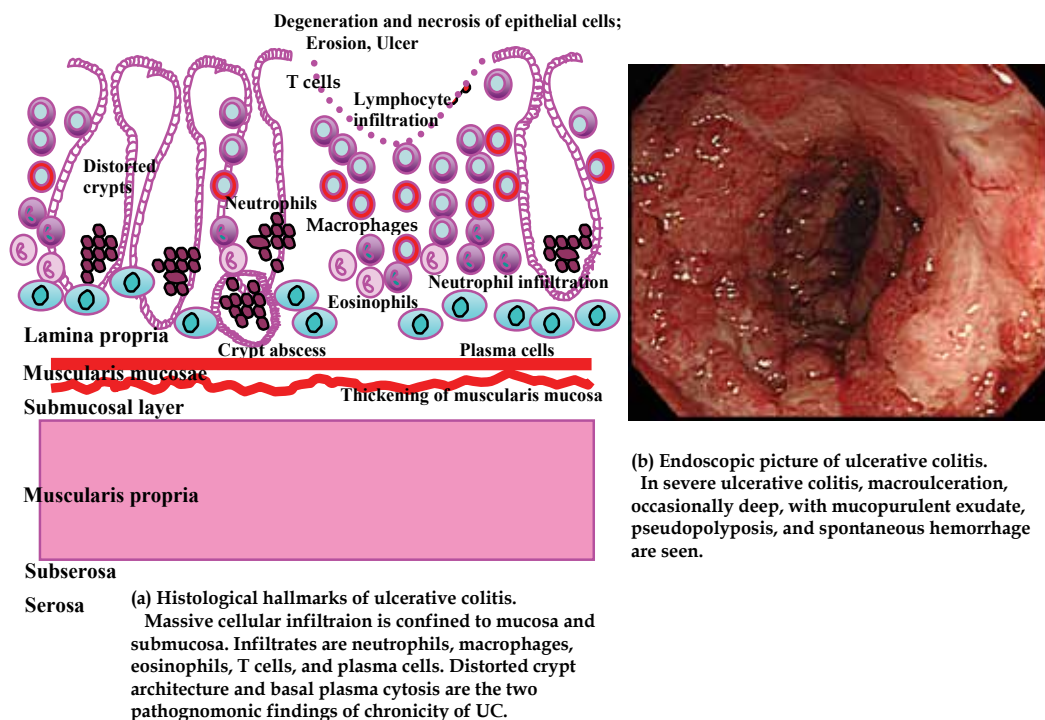 Degeneration and necrosis of epithelial cells;
Erosion, Ulcer
T cells
Lymphocyte
infiltration
Distorted
crypts
Neutrophils
Macrophages
Eosinophils
Neutrophil infiiltration
Lamina propria
Crypt abscess
Plasma cells
Muscularis mucosae
Thickening of muscularis mucosa
Submucosal layer
Muscularis propria
Subserosa
Serosa
(a) Histological hallmarks of ulcerative colitis.
Massive cellular infiltraion is confined to mucosa and
submucosa. Infiltrates are neutrophils, macrophages,
eosinophils, T cells, and plasma cells. Distorted crypt
architecture and basal plasma cytosis are the two
pathognomonic findings of chronicity of UC.
(b) Endoscopic picture of ulcerative colitis.
In severe ulcerative colitis, macroulceration,
occasionally deep, with mucopurulent exudate,
pseudopolyposis, and spontaneous hemorrhage
are seen.